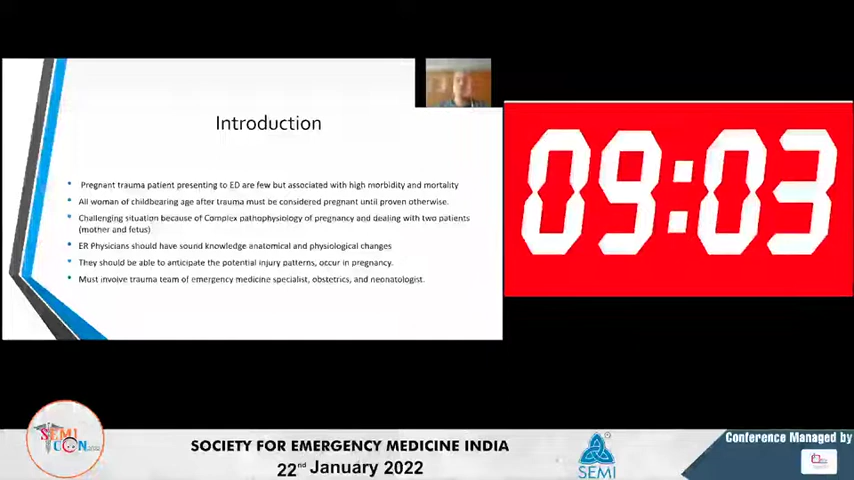 Introduction
Pregnant trauma patient presenting to ED are few but associated with high morbidity and mortality
All woman of childbearing age after trauma must be considered pregnant until proven otherwise.
Challenging situation because of Complex pathophysiology of pregnancy and dealing with two patients
(mother and fetus)
ER Physicians should have sound knowledge anatomical and physiological changes
They should be able to anticipate the potential injury patterns, occur in pregnancy.
Must involve trauma team of emergency medicine specialist, obstetrics, and neonatologist.
09:03
SEMI
CON
SOCIETY FOR EMERGENCY MEDICINE INDIA
22nd January 2022
SEMI
Conference Managed by